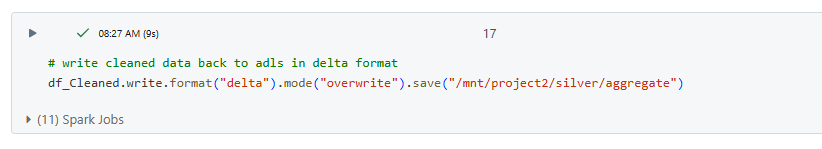 08:27 AM (9s)
17
# write cleaned data back to adls in delta format
df_Cleaned.write.format("delta").mode("overwrite").save("/mnt/project2/silver/aggregate")
(11) Spark Jobs